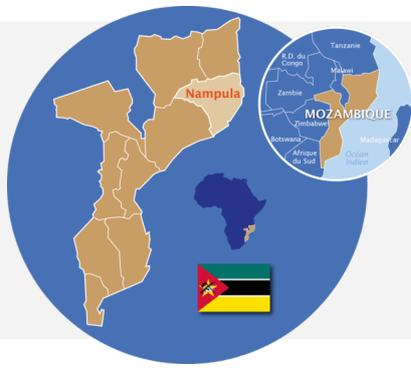 Nampula
Tanzanie
R.D. du
Congo
Malawi
Zambie
MOZAMBIQUE
Zimbabwe
Botswana
Madagascar
Afrique
du Sud
Océan
Indien